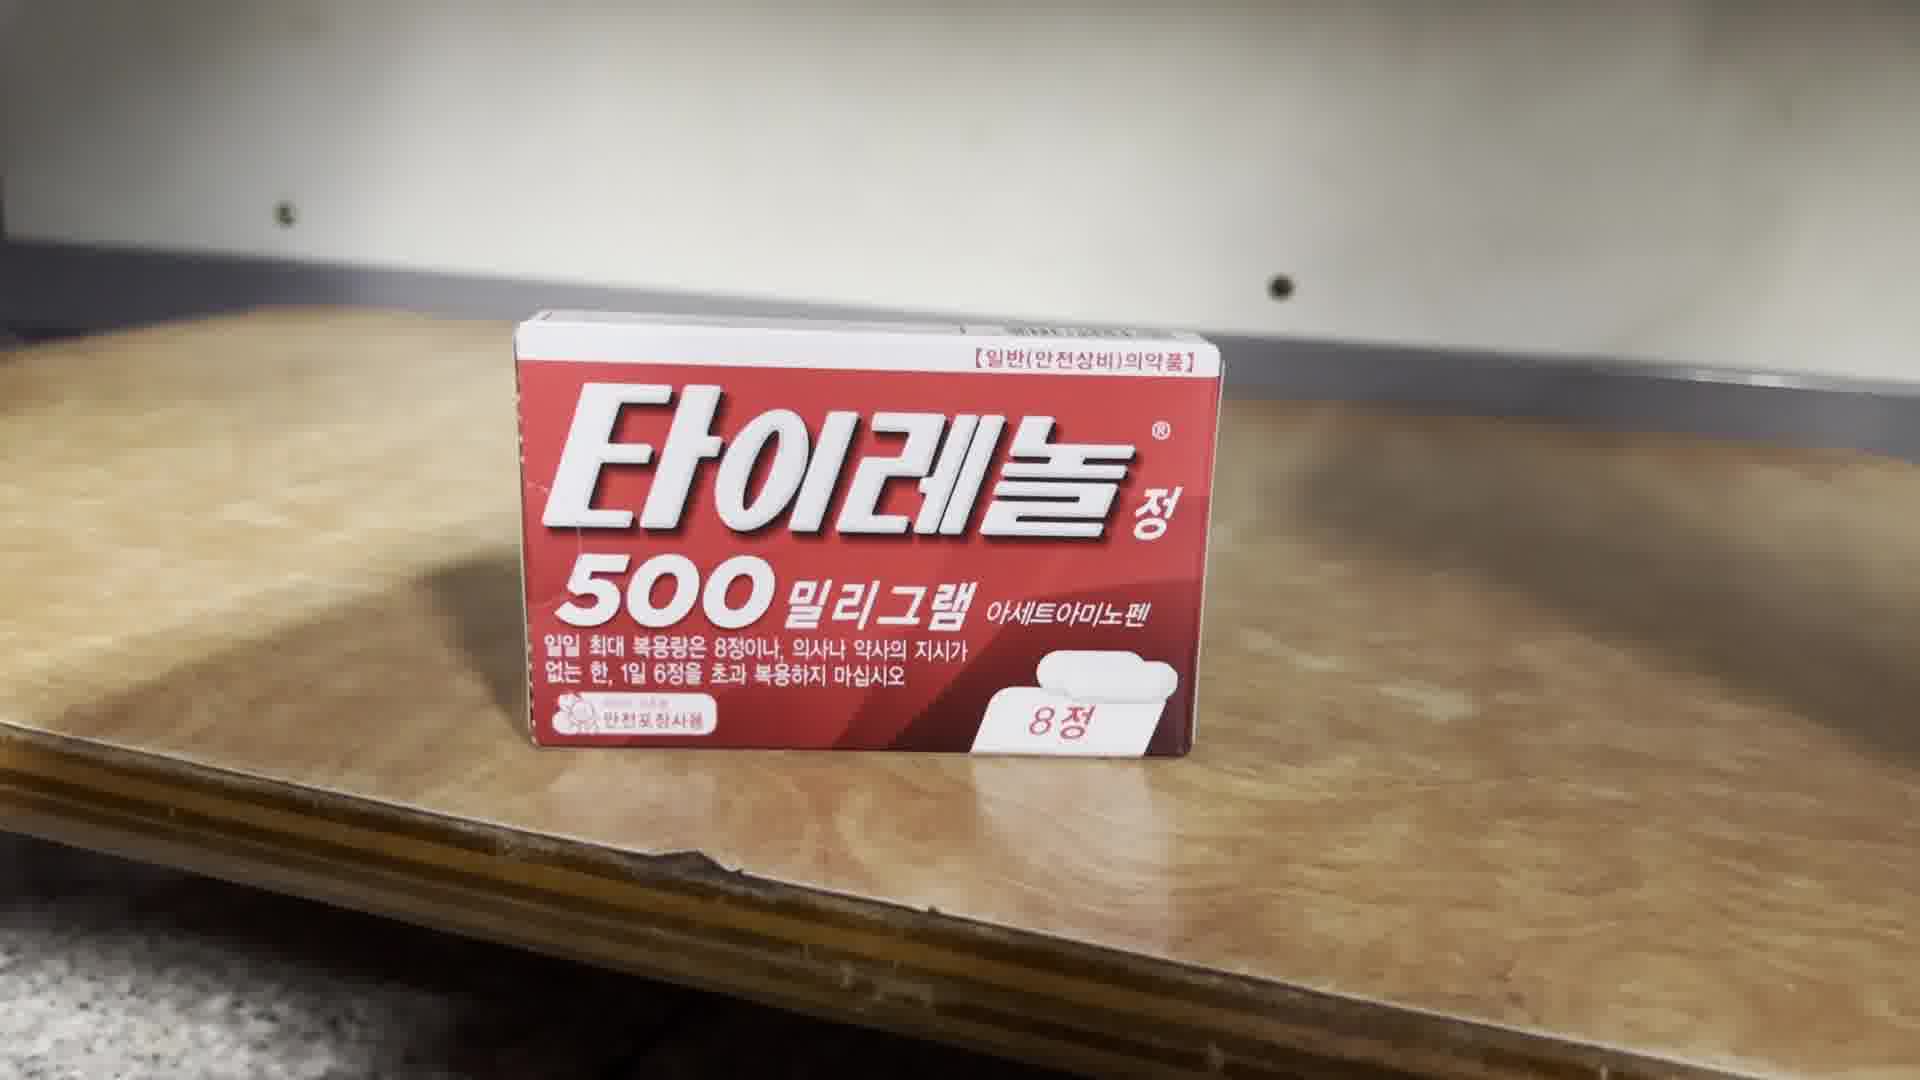 【일반(안전상비)의약품】
타이레놀® 정
500 밀리그램 아세트아미노펜
일일 최대 복용량은 8정이나, 의사나 약사의 지시가
없는 한, 1일 6정을 초과 복용하지 마십시오
안전포장사용
8정